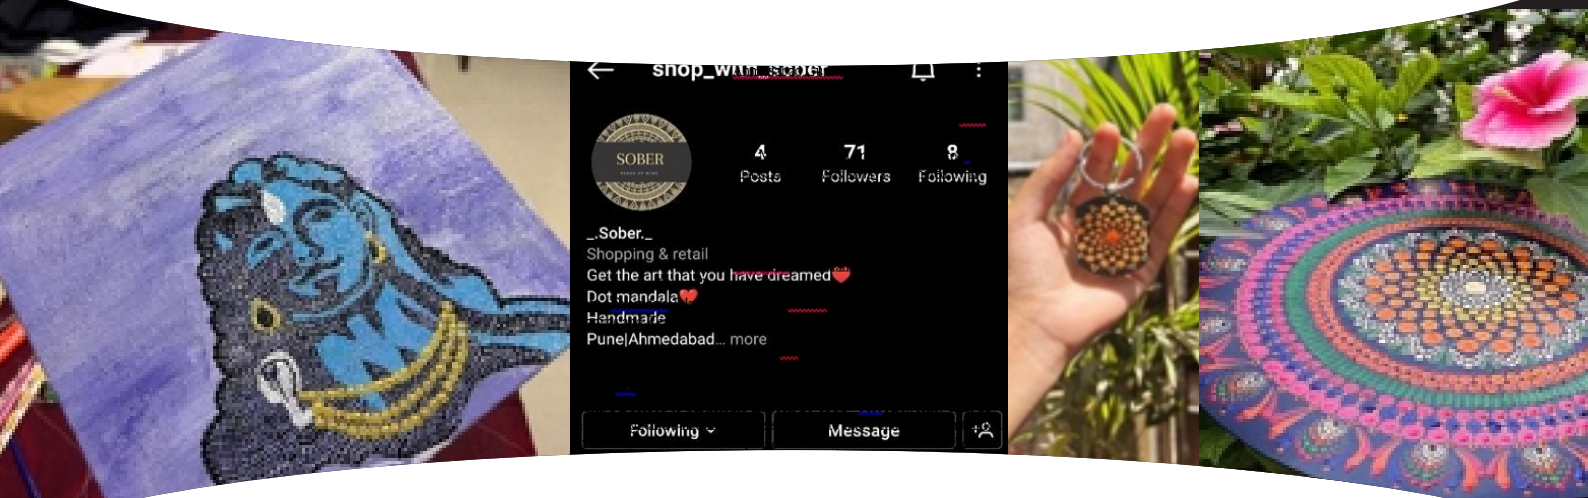 shop_with_sober
SOBER
4 71 8
Posts Followers Following
_.Sober._
Shopping & retail
Get the art that you have dreamed❤️
Dot mandala❤️
Handmade
Pune|Ahmedabad... more
Following Message